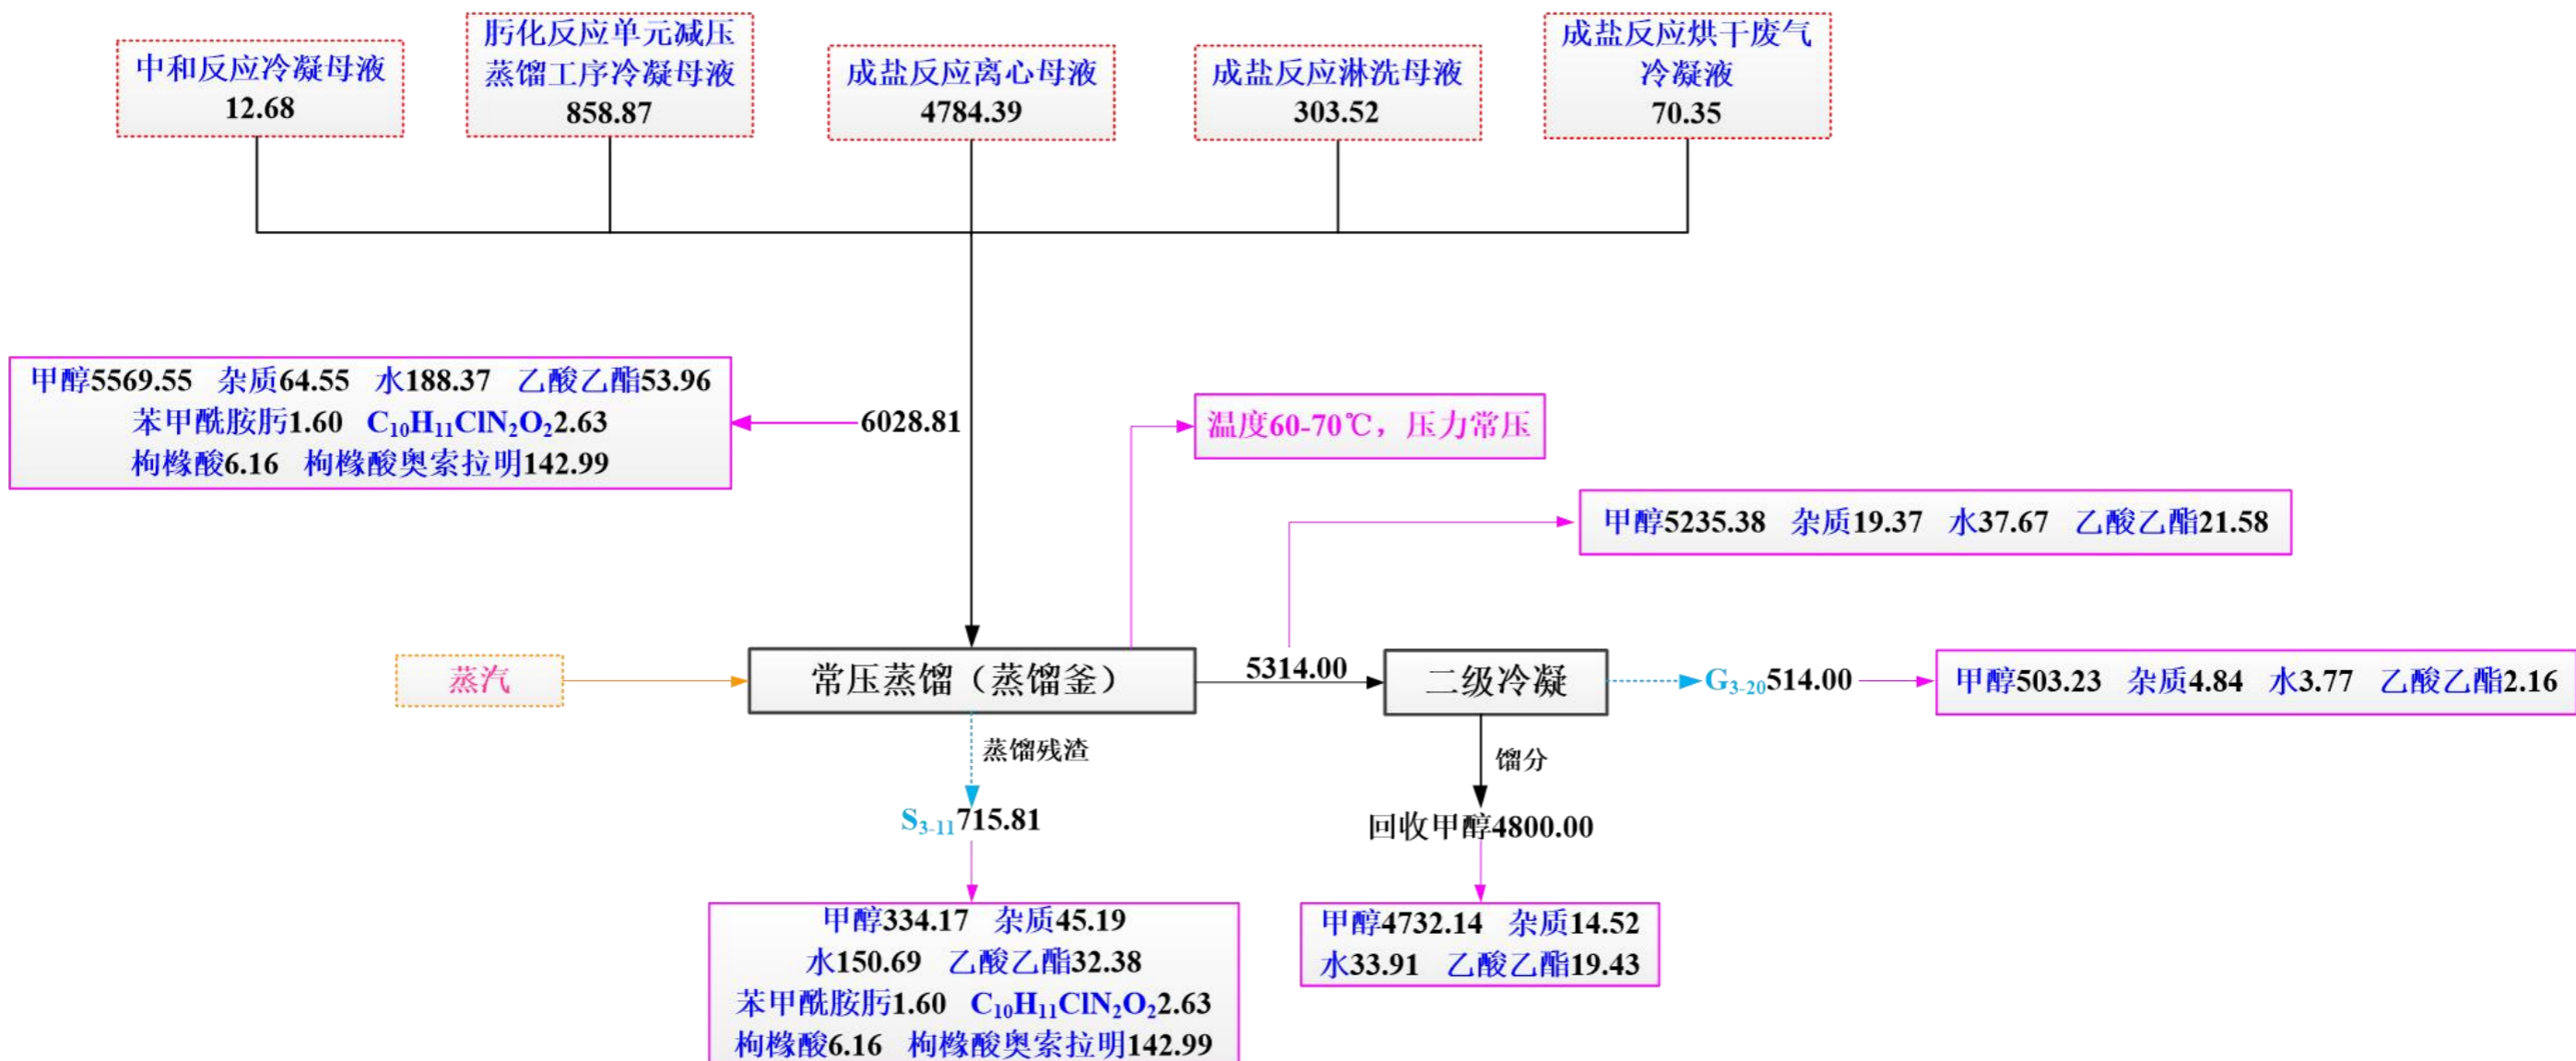 中和反应冷凝母液
12.68
肟化反应单元减压
蒸馏工序冷凝母液
858.87
成盐反应离心母液
4784.39
成盐反应淋洗母液
303.52
成盐反应烘干废气
冷凝液
70.35
甲醇5569.55 杂质64.55 水188.37 乙酸乙酯53.96
苯甲酰胺肟1.60 C₁₀H₁₁ClN₂O₂2.63
枸橼酸6.16 枸橼酸奥索拉明142.99
6028.81
温度60-70℃，压力常压
甲醇5235.38 杂质19.37 水37.67 乙酸乙酯21.58
蒸汽
常压蒸馏（蒸馏釜）
5314.00
二级冷凝
G₃₋₂₀514.00
甲醇503.23 杂质4.84 水3.77 乙酸乙酯2.16
蒸馏残渣
馏分
S₃₋₁₁715.81
回收甲醇4800.00
甲醇334.17 杂质45.19
水150.69 乙酸乙酯32.38
苯甲酰胺肟1.60 C₁₀H₁₁ClN₂O₂2.63
枸橼酸6.16 枸橼酸奥索拉明142.99
甲醇4732.14 杂质14.52
水33.91 乙酸乙酯19.43